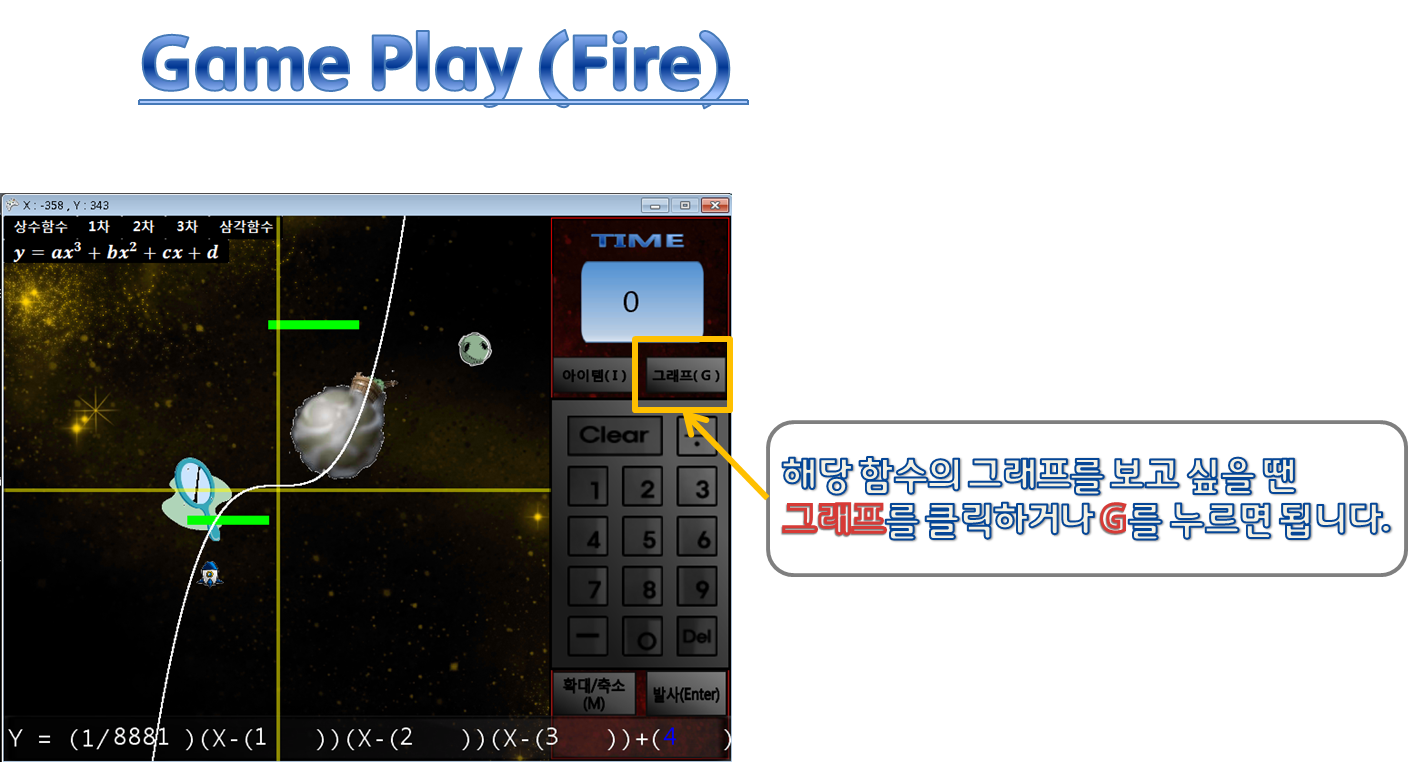 Game Play (Fire)
X : -358 , Y : 343
상수함수 1차 2차 3차 삼각함수
y = ax³ + bx² + cx + d
TIME
0
아이템(I) 그래프(G)
Clear ÷
1 2 3
4 5 6
7 8 9
— 0 Del
확대/축소
(M)
발사(Enter)
Y = (1/8881 )(X-(1 ))(X-(2 ))(X-(3 ))+(4 )
해당 함수의 그래프를 보고 싶을 땐
그래프를 클릭하거나 G를 누르면 됩니다.